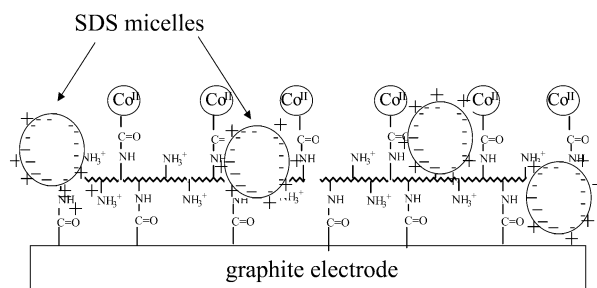 SDS micelles
Co^II Co^II Co^II Co^II Co^II Co^II
C=O C= C=O C=O C=O C=O
NH NH NH NH NH NH
NH₃⁺ NH₃⁺ NH₃⁺ NH₃⁺ NH₃⁺
NH₃⁺ NH₃⁺ NH₃⁺ NH₃⁺ NH₃⁺
NH NH NH NH NH NH
C=O C=O C=O C=O C=O C=O
graphite electrode